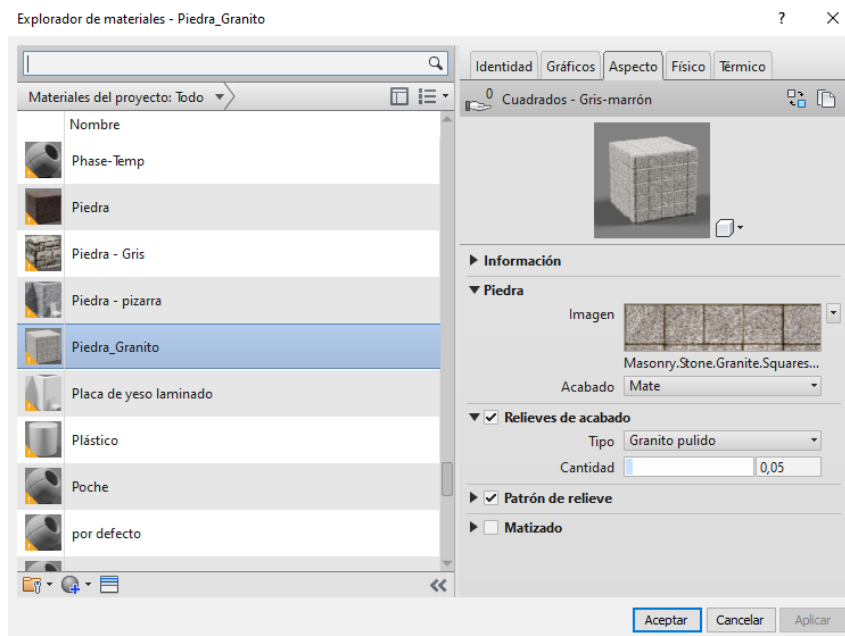 Explorador de materiales - Piedra_Granito
?
Materiales del proyecto: Todo
Nombre
Phase-Temp
Piedra
Piedra - Gris
Piedra - pizarra
Piedra_Granito
Placa de yeso laminado
Plástico
Poche
por defecto
Identidad Gráficos Aspecto Físico Térmico
0
Cuadrados - Gris-marrón
Información
Piedra
Imagen
Masonry.Stone.Granite.Squares...
Acabado Mate
Relieves de acabado
Tipo Granito pulido
Cantidad 0,05
Patrón de relieve
Matizado
Aceptar Cancelar Aplicar